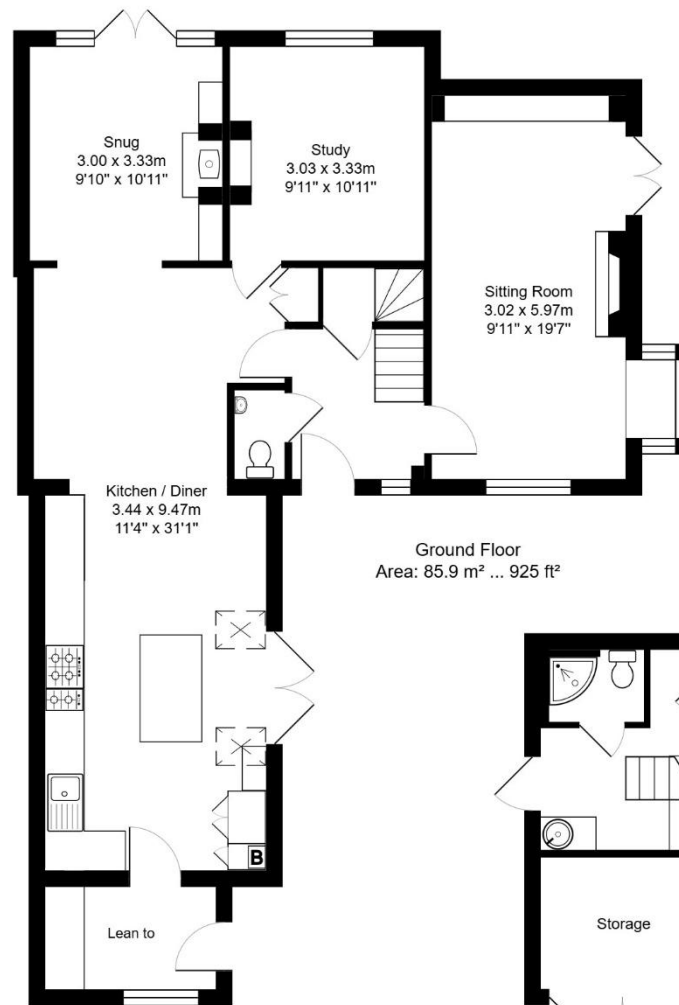 Snug
3.00 x 3.33m
9'10" x 10'11"
Study
3.03 x 3.33m
9'11" x 10'11"
Sitting Room
3.02 x 5.97m
9'11" x 19'7"
Kitchen / Diner
3.44 x 9.47m
11'4" x 31'1"
Ground Floor
Area: 85.9 m² ... 925 ft²
B
Lean to
Storage